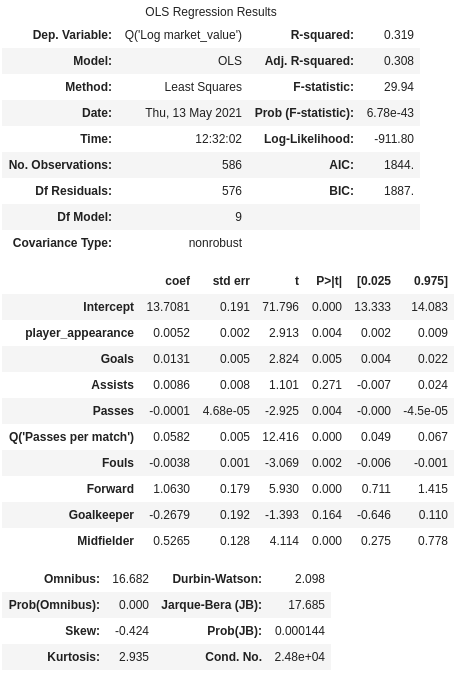 OLS Regression Results
Dep. Variable: Q('Log market_value') R-squared: 0.319
Model: OLS Adj. R-squared: 0.308
Method: Least Squares F-statistic: 29.94
Date: Thu, 13 May 2021 Prob (F-statistic): 6.78e-43
Time: 12:32:02 Log-Likelihood: -911.80
No. Observations: 586 AIC: 1844.
Df Residuals: 576 BIC: 1887.
Df Model: 9
Covariance Type: nonrobust
coef std err t P>|t| [0.025 0.975]
Intercept 13.7081 0.191 71.796 0.000 13.333 14.083
player_appearance 0.0052 0.002 2.913 0.004 0.002 0.009
Goals 0.0131 0.005 2.824 0.005 0.004 0.022
Assists 0.0086 0.008 1.101 0.271 -0.007 0.024
Passes -0.0001 4.68e-05 -2.925 0.004 -0.000 -4.5e-05
Q('Passes per match') 0.0582 0.005 12.416 0.000 0.049 0.067
Fouls -0.0038 0.001 -3.069 0.002 -0.006 -0.001
Forward 1.0630 0.179 5.930 0.000 0.711 1.415
Goalkeeper -0.2679 0.192 -1.393 0.164 -0.646 0.110
Midfielder 0.5265 0.128 4.114 0.000 0.275 0.778
Omnibus: 16.682 Durbin-Watson: 2.098
Prob(Omnibus): 0.000 Jarque-Bera (JB): 17.685
Skew: -0.424 Prob(JB): 0.000144
Kurtosis: 2.935 Cond. No. 2.48e+04